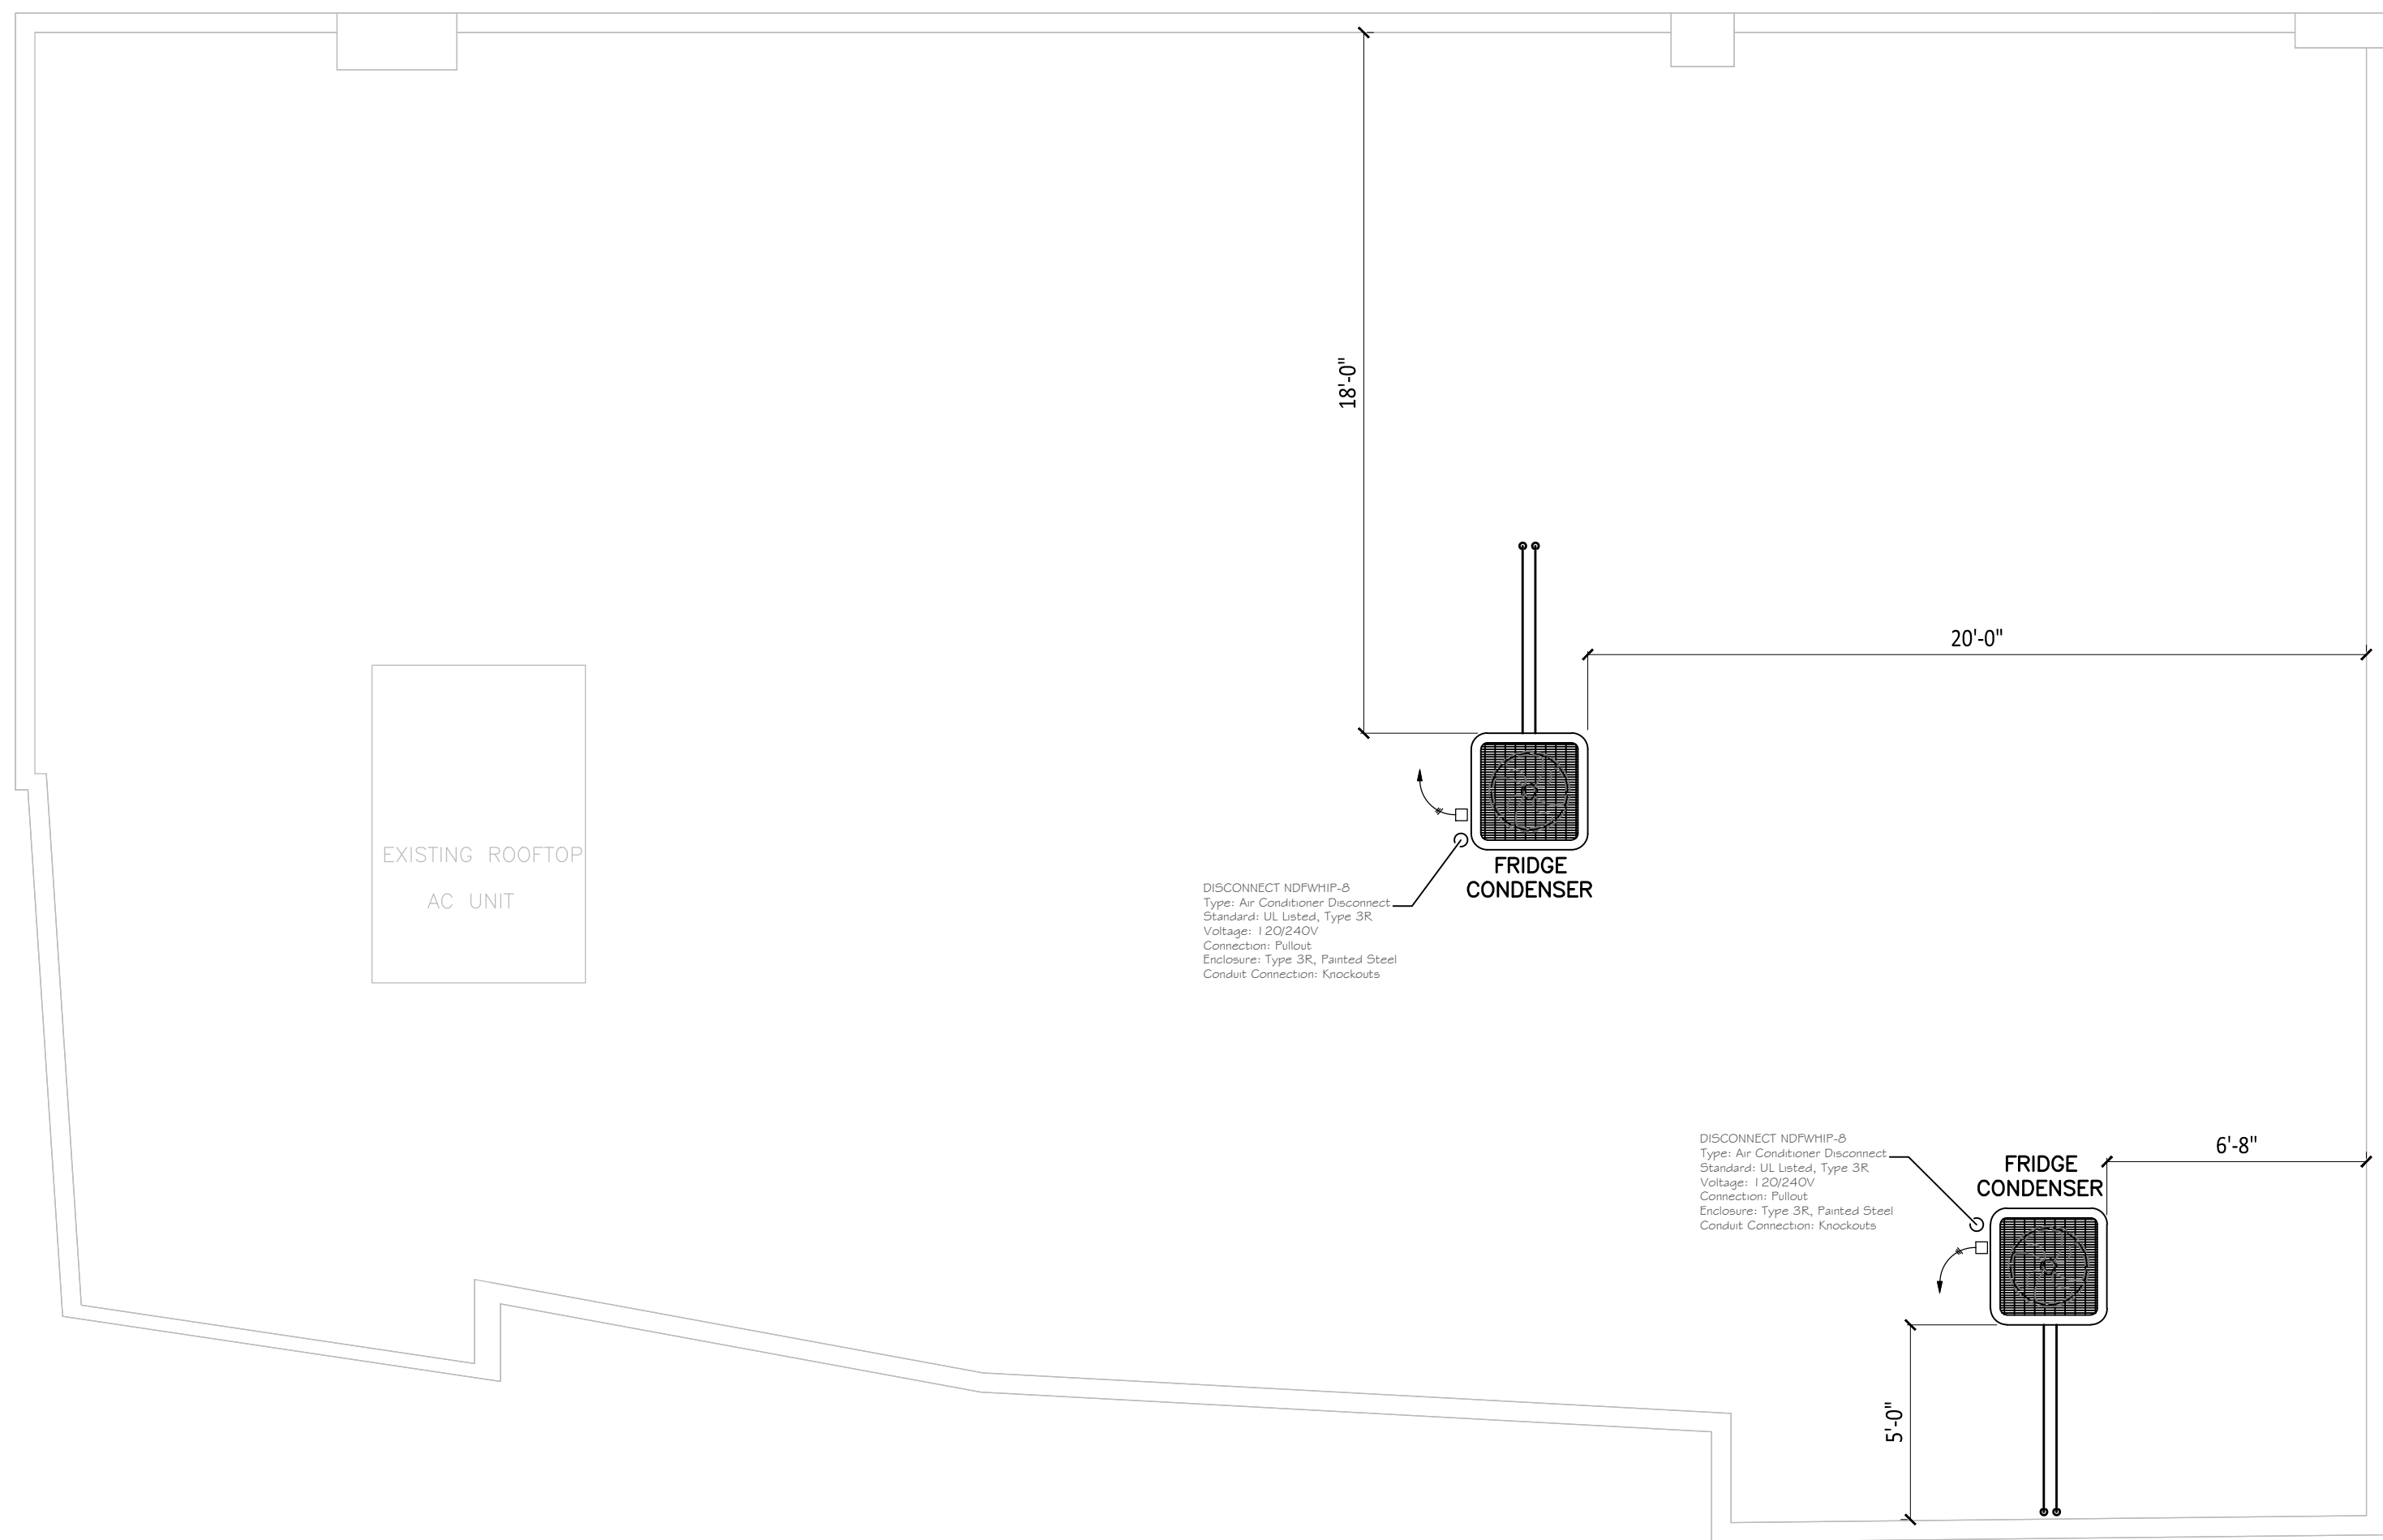 18'-0"
20'-0"
EXISTING ROOFTOP
AC UNIT
FRIDGE
CONDENSER
DISCONNECT NDFWHIP-8
Type: Air Conditioner Disconnect
Standard: UL Listed, Type 3R
Voltage: 120/240V
Connection: Pullout
Enclosure: Type 3R, Painted Steel
Conduit Connection: Knockouts
DISCONNECT NDFWHIP-8
Type: Air Conditioner Disconnect
Standard: UL Listed, Type 3R
Voltage: 120/240V
Connection: Pullout
Enclosure: Type 3R, Painted Steel
Conduit Connection: Knockouts
FRIDGE
CONDENSER
6'-8"
5'-0"